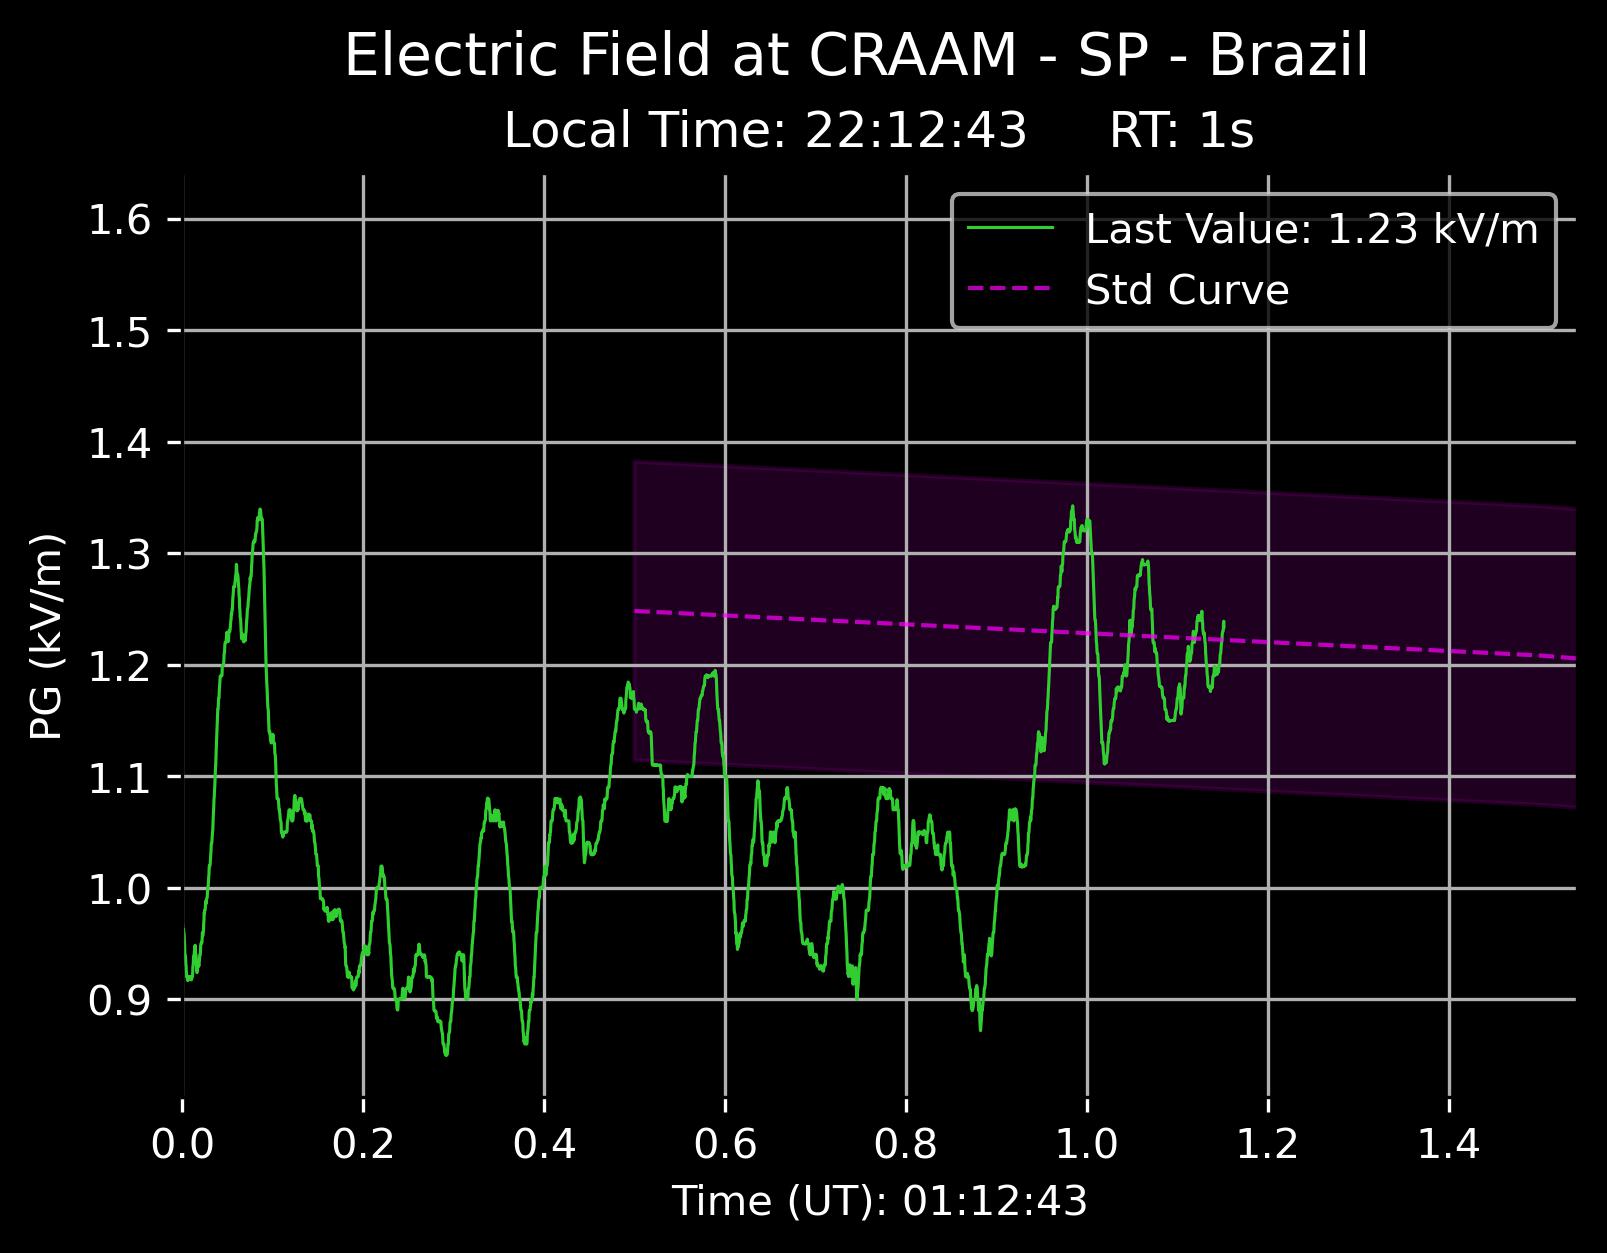 Electric Field at CRAAM - SP - Brazil
Local Time: 22:12:43 RT: 1s
Last Value: 1.23 kV/m
Std Curve
PG (kV/m)
1.6
1.5
1.4
1.3
1.2
1.1
1.0
0.9
0.0 0.2 0.4 0.6 0.8 1.0 1.2 1.4
Time (UT): 01:12:43